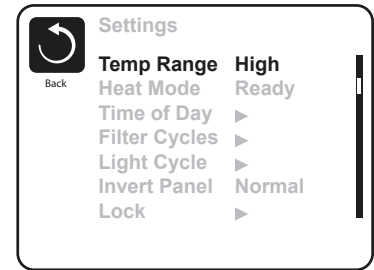 Settings
Temp Range High
Back
Heat Mode Ready
Time of Day ▶
Filter Cycles ▶
Light Cycle ▶
Invert Panel Normal
Lock ▶